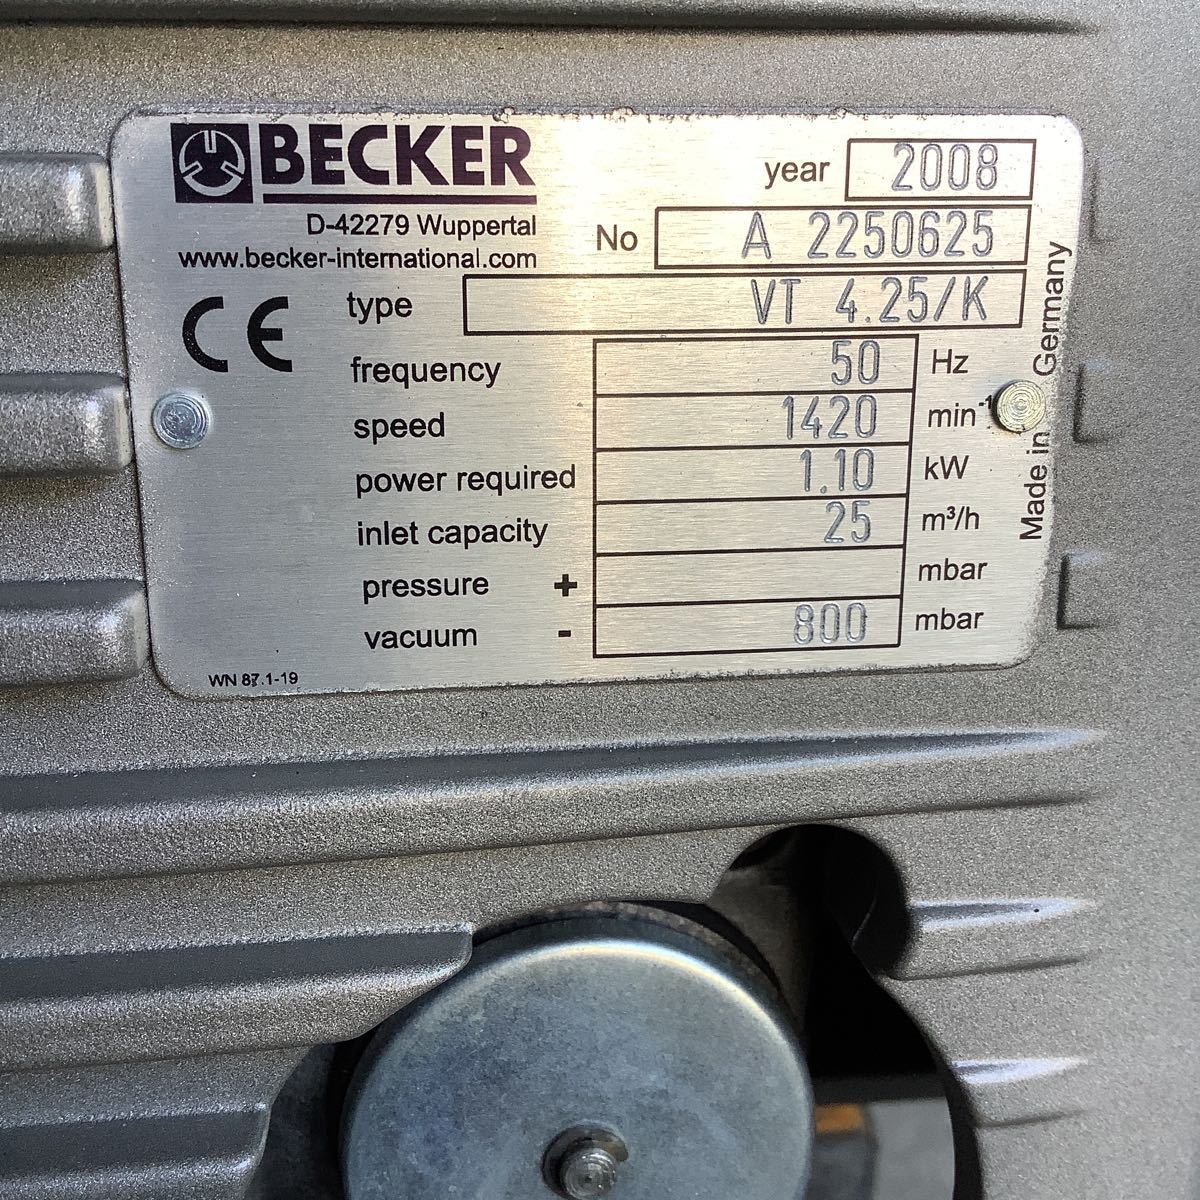 BECKER
D-42279 Wuppertal
www.becker-international.com
year 2008
No A 2250625
CE type VT 4.25/K
frequency 50 Hz
speed 1420 min⁻¹
power required 1.10 kW
inlet capacity 25 m³/h
pressure + mbar
vacuum - 800 mbar
WN 87.1-19
Made in Germany